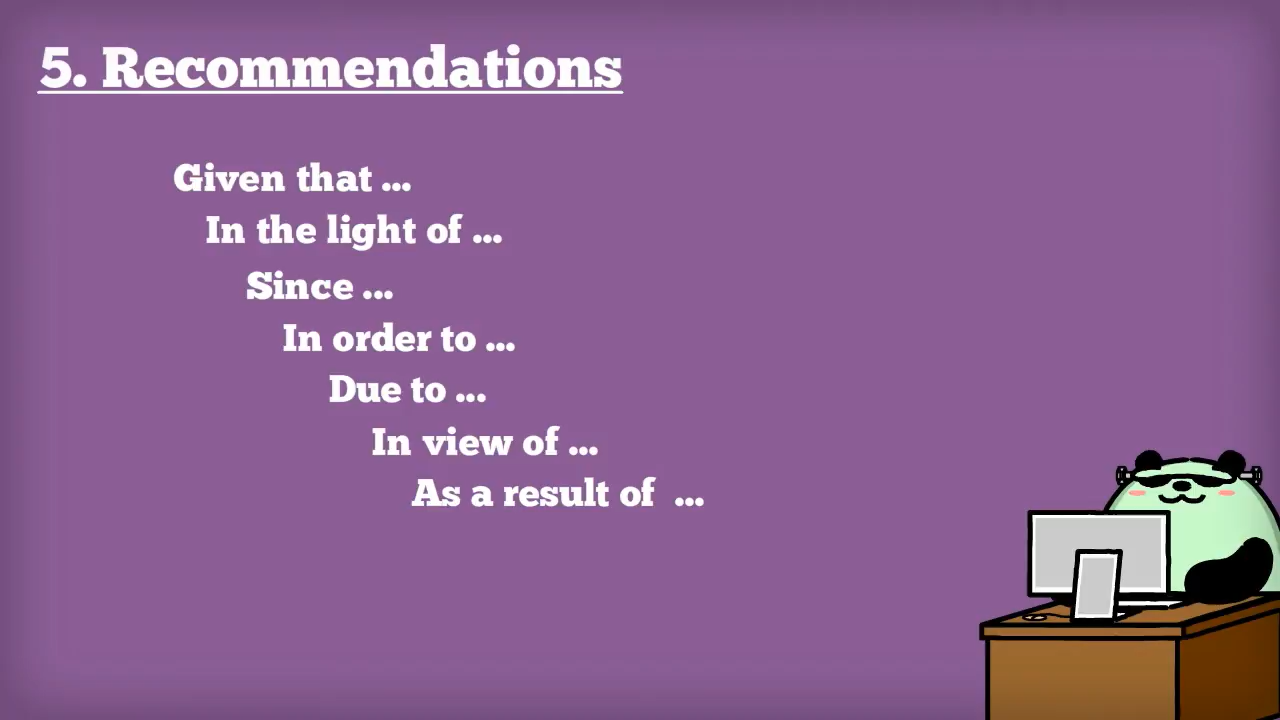 5. Recommendations
Given that ...
In the light of ...
Since ...
In order to ...
Due to ...
In view of ...
As a result of ...